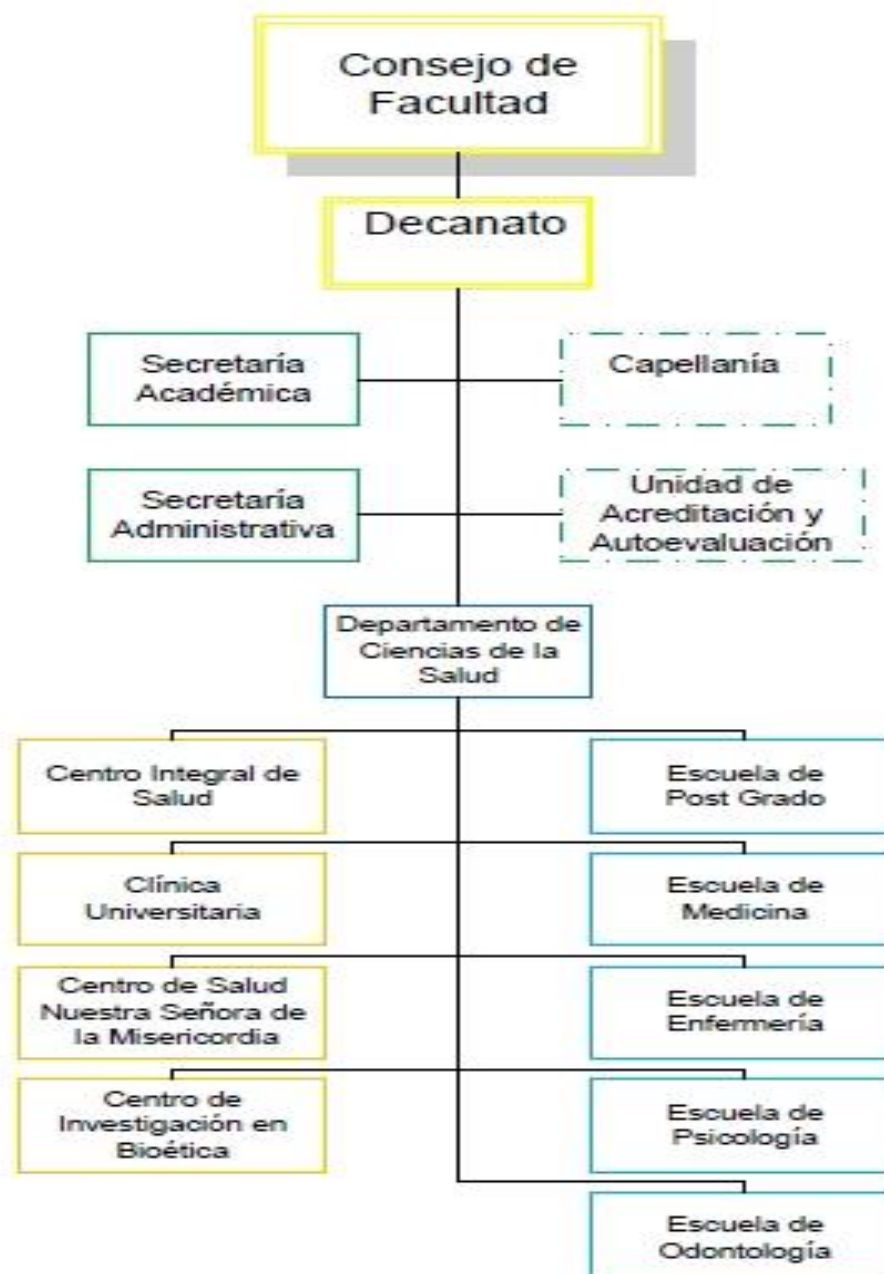 Consejo de
Facultad
Decanato
Secretaría
Académica
Capellanía
Secretaría
Administrativa
Unidad de
Acreditación y
Autoevaluación
Departamento de
Ciencias de la
Salud
Centro Integral de
Salud
Escuela de
Post Grado
Clínica
Universitaria
Escuela de
Medicina
Centro de Salud
Nuestra Señora de
la Misericordia
Escuela de
Enfermería
Centro de
Investigación en
Bioética
Escuela de
Psicología
Escuela de
Odontología